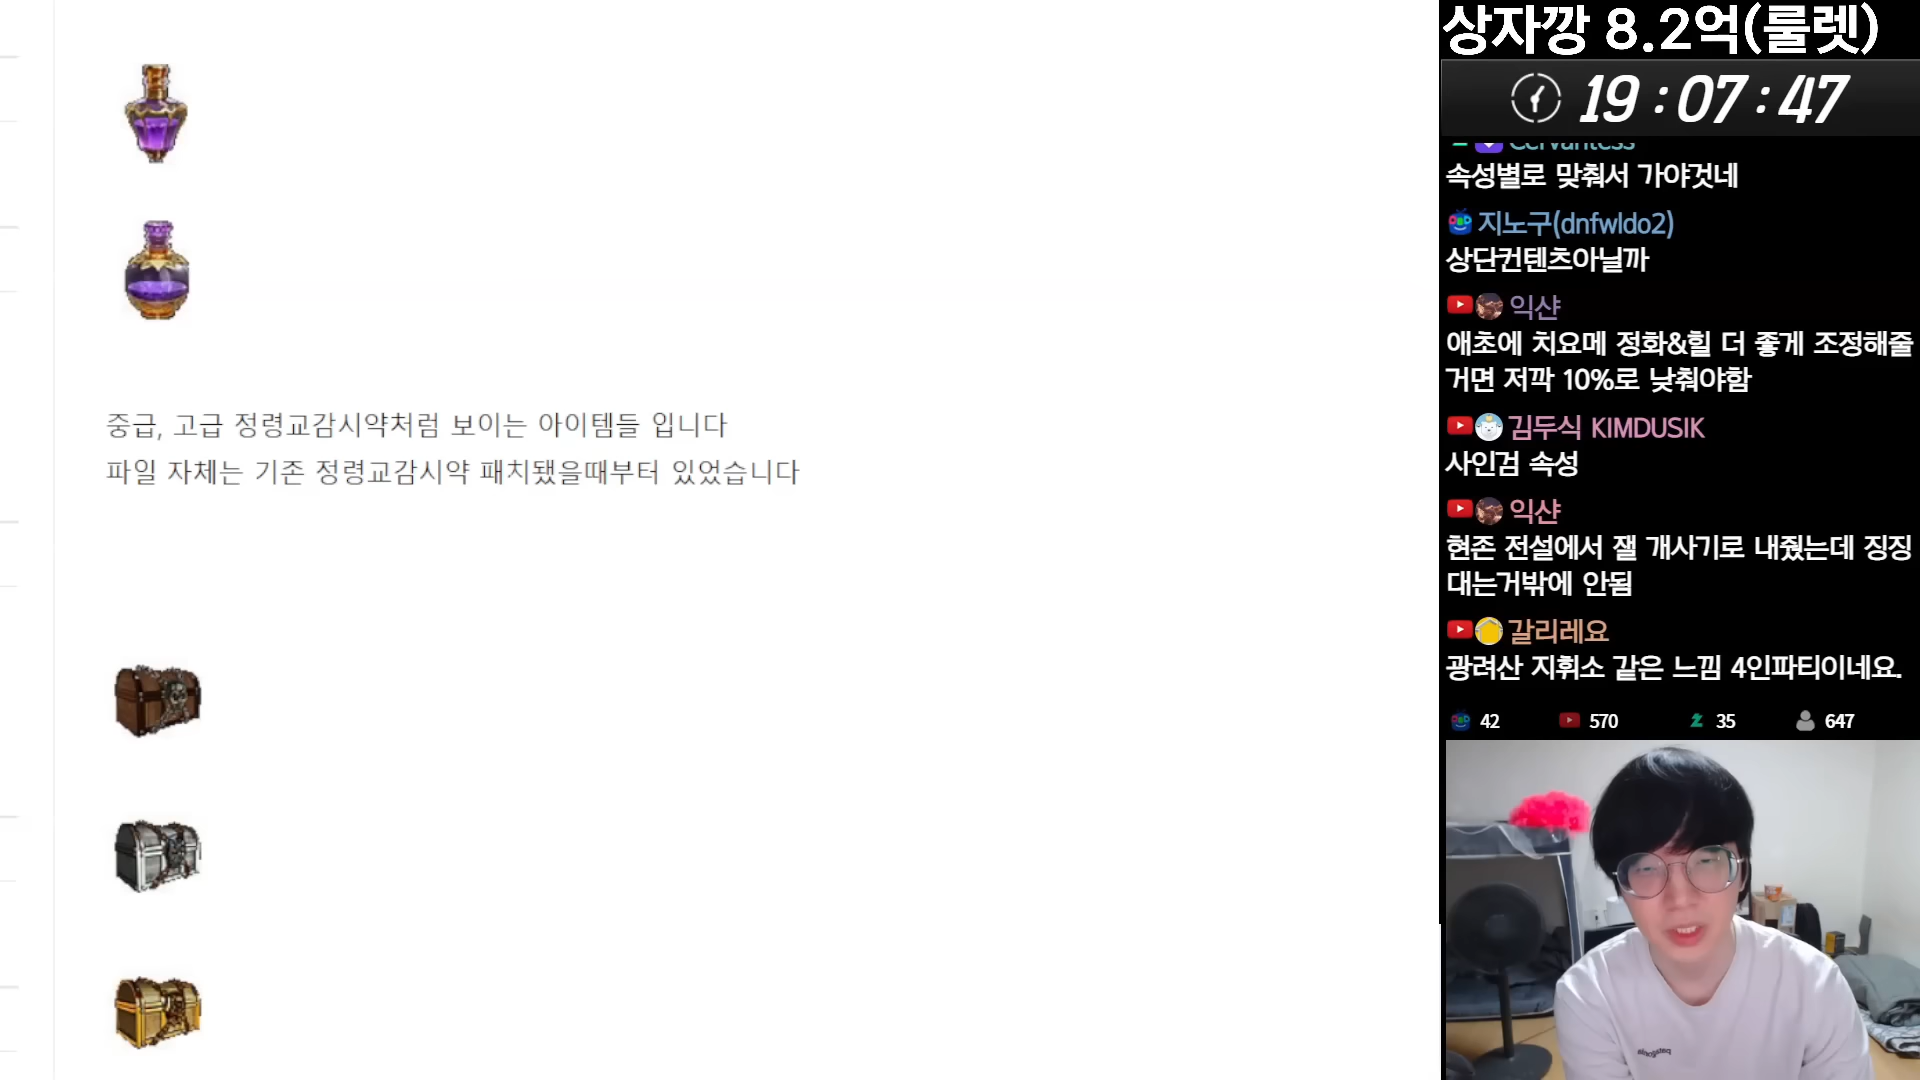 상자깡 8.2억(룰렛)
19:07:47
Cervantess
속성별로 맞춰서 가야것네
지노구(dnfwldo2)
상단컨텐츠아닐까
익샨
애초에 치요메 정화&힐 더 좋게 조정해줄
거면 저깍 10%로 낮춰야함
김두식 KIMDUSIK
사인검 속성
익샨
현존 전설에서 잴 개사기로 내줬는데 징징
대는거밖에 안됨
갈리레요
광려산 지휘소 같은 느낌 4인파티이네요.
42 570 35 647
중급, 고급 정령교감시약처럼 보이는 아이템들 입니다
파일 자체는 기존 정령교감시약 패치됐을때부터 있었습니다